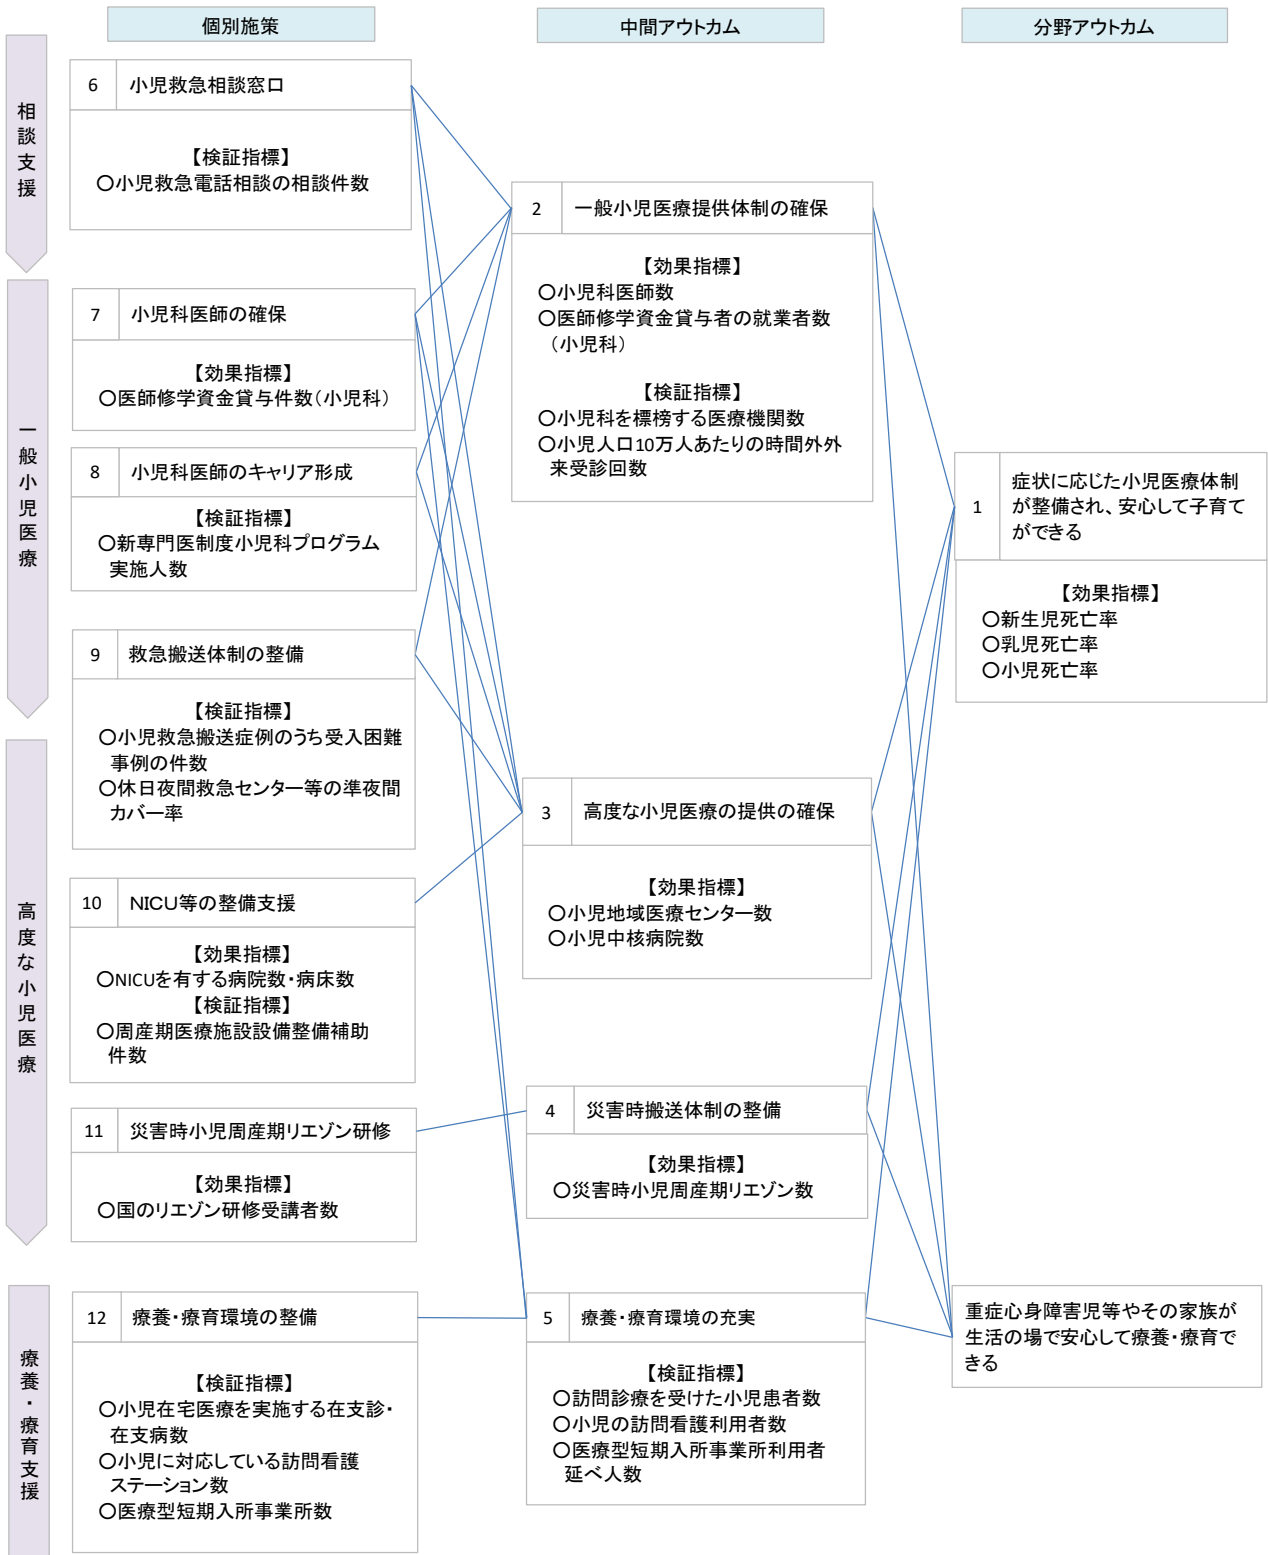 個別施策
中間アウトカム
分野アウトカム
相談支援
6
小児救急相談窓口
【検証指標】
〇小児救急電話相談の相談件数
一般小児医療
7
小児科医師の確保
【効果指標】
〇医師修学資金貸与件数(小児科)
8
小児科医師のキャリア形成
【検証指標】
〇新専門医制度小児科プログラム
実施人数
9
救急搬送体制の整備
【検証指標】
〇小児救急搬送症例のうち受入困難
事例の件数
〇休日夜間救急センター等の準夜間
カバー率
高度な小児医療
10
NICU等の整備支援
【効果指標】
〇NICUを有する病院数・病床数
【検証指標】
〇周産期医療施設設備整備補助
件数
11
災害時小児周産期リエゾン研修
【効果指標】
〇国のリエゾン研修受講者数
療養・療育支援
12
療養・療育環境の整備
【検証指標】
〇小児在宅医療を実施する在支診・
在支病数
〇小児に対応している訪問看護
ステーション数
〇医療型短期入所事業所数
2
一般小児医療提供体制の確保
【効果指標】
〇小児科医師数
〇医師修学資金貸与者の就業者数
(小児科)
【検証指標】
〇小児科を標榜する医療機関数
〇小児人口10万人あたりの時間外外
来受診回数
3
高度な小児医療の提供の確保
【効果指標】
〇小児地域医療センター数
〇小児中核病院数
4
災害時搬送体制の整備
【効果指標】
〇災害時小児周産期リエゾン数
5
療養・療育環境の充実
【検証指標】
〇訪問診療を受けた小児患者数
〇小児の訪問看護利用者数
〇医療型短期入所事業所利用者
延べ人数
1
症状に応じた小児医療体制
が整備され、安心して子育て
ができる
【効果指標】
〇新生児死亡率
〇乳児死亡率
〇小児死亡率
重症心身障害児等やその家族が
生活の場で安心して療養・療育で
きる